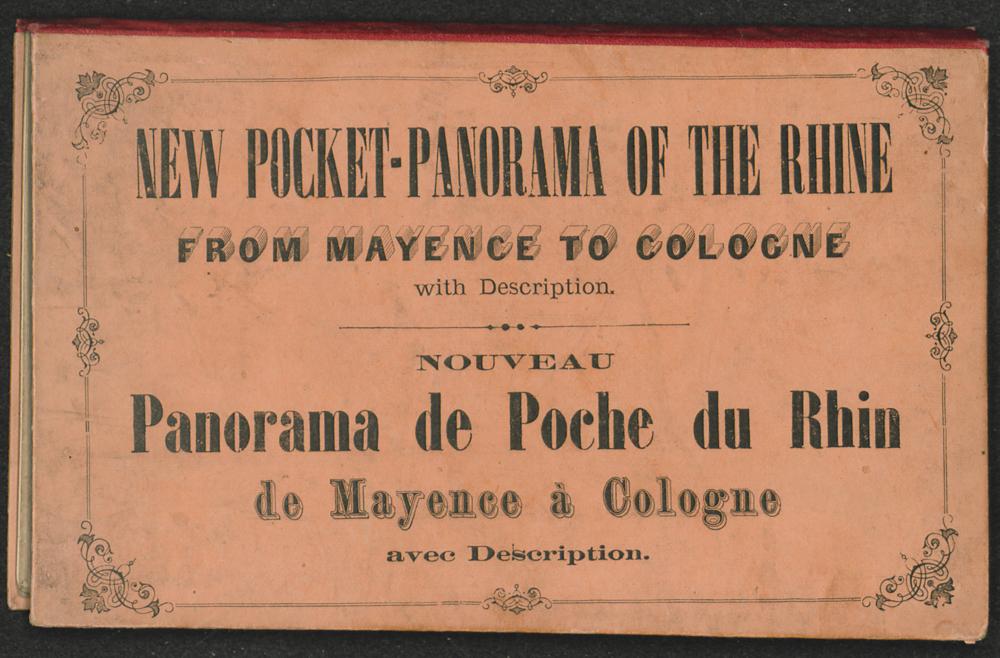 NEW POCKET-PANORAMA OF THE RHINE
FROM MAYENCE TO COLOGNE
with Description.
NOUVEAU
Panorama de Poche du Rhin
de Mayence à Cologne
avec Description.